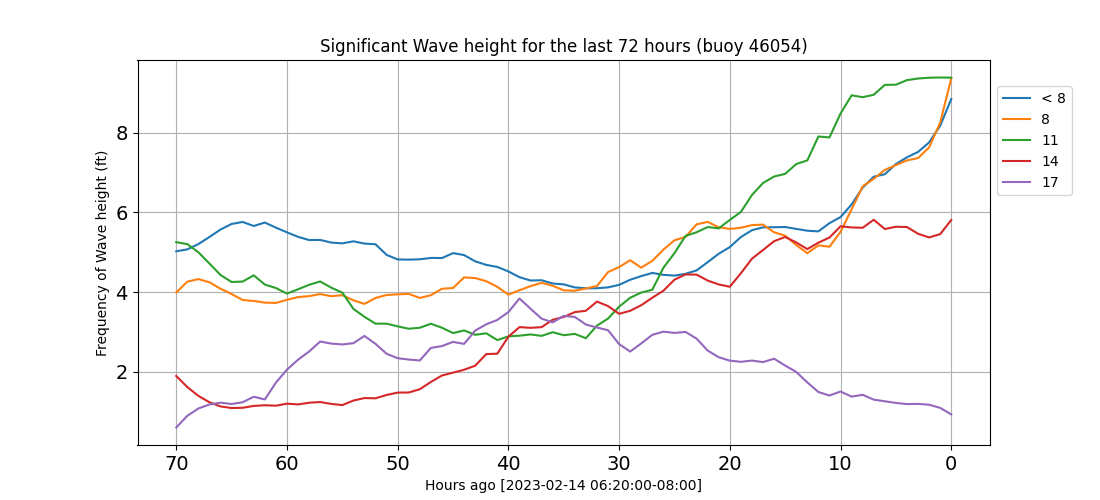 Significant Wave height for the last 72 hours (buoy 46054)
Frequency of Wave height (ft)
8
6
4
2
70 60 50 40 30 20 10 0
Hours ago [2023-02-14 06:20:00-08:00]
< 8
8
11
14
17